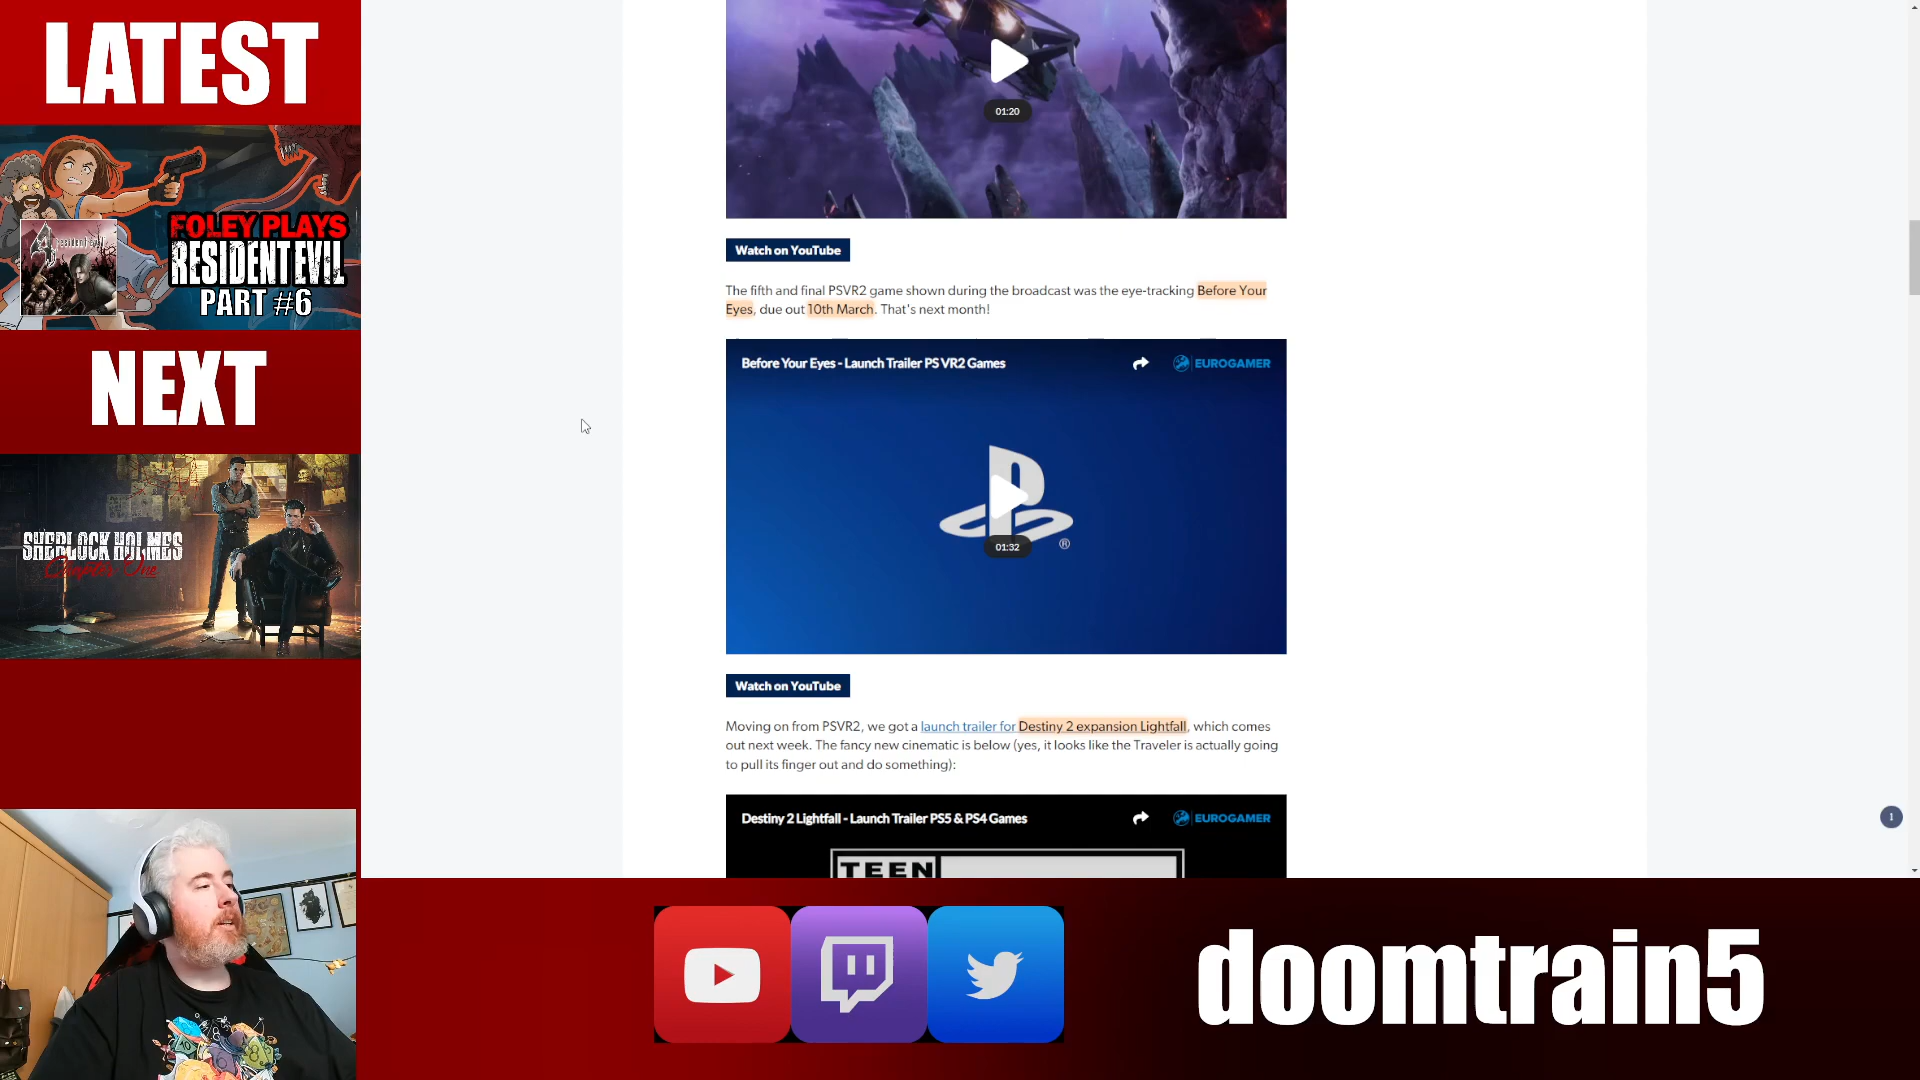 LATEST
resident evil
4
FOLEY PLAYS
RESIDENT EVIL
PART #6
NEXT
SHERLOCK HOLMES
Chapter One
01:20
Watch on YouTube
The fifth and final PSVR2 game shown during the broadcast was the eye-tracking Before Your
Eyes, due out 10th March. That's next month!
Before Your Eyes - Launch Trailer PS VR2 Games
EUROGAMER
®
01:32
Watch on YouTube
Moving on from PSVR2, we got a launch trailer for Destiny 2 expansion Lightfall, which comes
out next week. The fancy new cinematic is below (yes, it looks like the Traveler is actually going
to pull its finger out and do something):
Destiny 2 Lightfall - Launch Trailer PS5 & PS4 Games
EUROGAMER
TEEN
1
doomtrain5